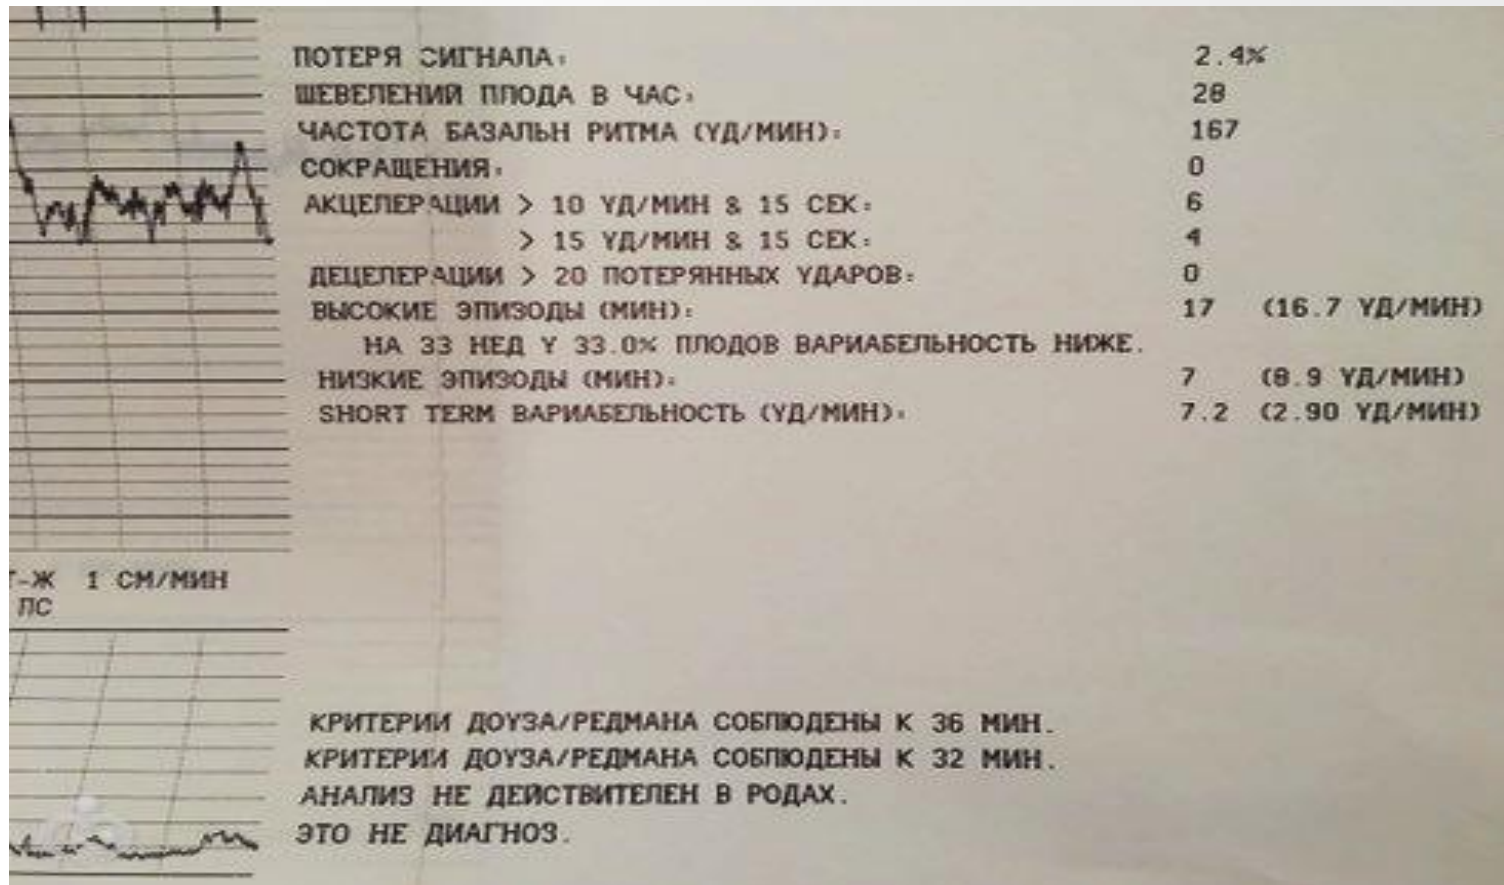 ПОТЕРЯ СИГНАЛА: 2.4%
ШЕВЕЛЕНИЙ ПЛОДА В ЧАС: 28
ЧАСТОТА БАЗАЛЬН РИТМА (УД/МИН): 167
СОКРАЩЕНИЯ: 0
АКЦЕЛЕРАЦИИ > 10 УД/МИН & 15 СЕК: 6
> 15 УД/МИН & 15 СЕК: 4
ДЕЦЕЛЕРАЦИИ > 20 ПОТЕРЯННЫХ УДАРОВ: 0
ВЫСОКИЕ ЭПИЗОДЫ (МИН): 17 (16.7 УД/МИН)
НА 33 НЕД У 33.0% ПЛОДОВ ВАРИАБЕЛЬНОСТЬ НИЖЕ.
НИЗКИЕ ЭПИЗОДЫ (МИН): 7 (8.9 УД/МИН)
SHORT TERM ВАРИАБЕЛЬНОСТЬ (УД/МИН): 7.2 (2.90 УД/МИН)
1 СМ/МИН
ПС
КРИТЕРИИ ДОУЗА/РЕДМАНА СОБЛЮДЕНЫ К 36 МИН.
КРИТЕРИИ ДОУЗА/РЕДМАНА СОБЛЮДЕНЫ К 32 МИН.
АНАЛИЗ НЕ ДЕЙСТВИТЕЛЕН В РОДАХ.
ЭТО НЕ ДИАГНОЗ.